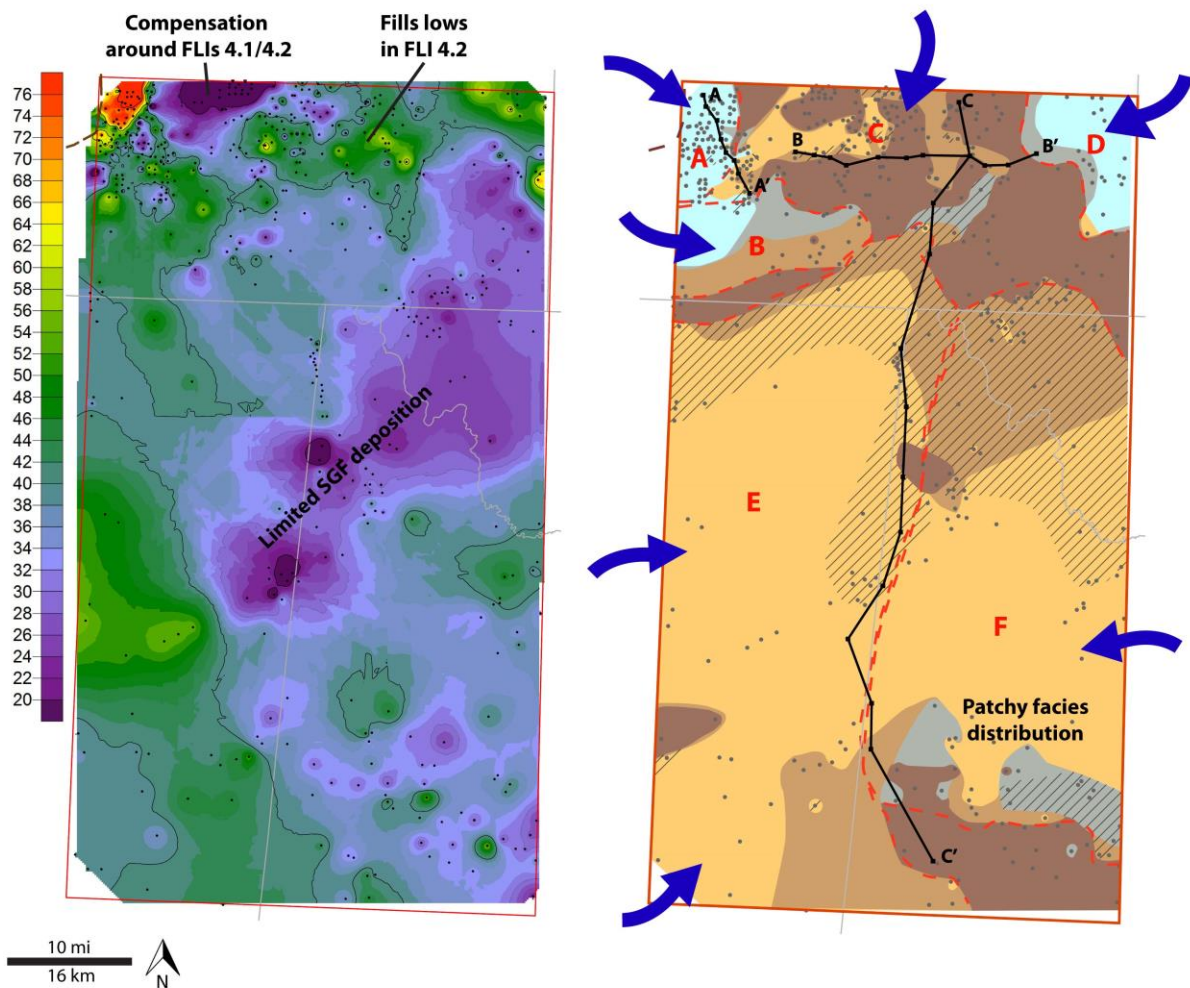 Compensation
around FLIs 4.1/4.2
Fills lows
in FLI 4.2
76
74
72
70
68
66
64
62
60
58
56
54
52
50
48
46
44
42
40
38
36
34
32
30
28
26
24
22
20
Limited SGF deposition
10 mi
16 km
N
A
C
A
B
C
B'
D
A'
B
E
F
Patchy facies
distribution
C'